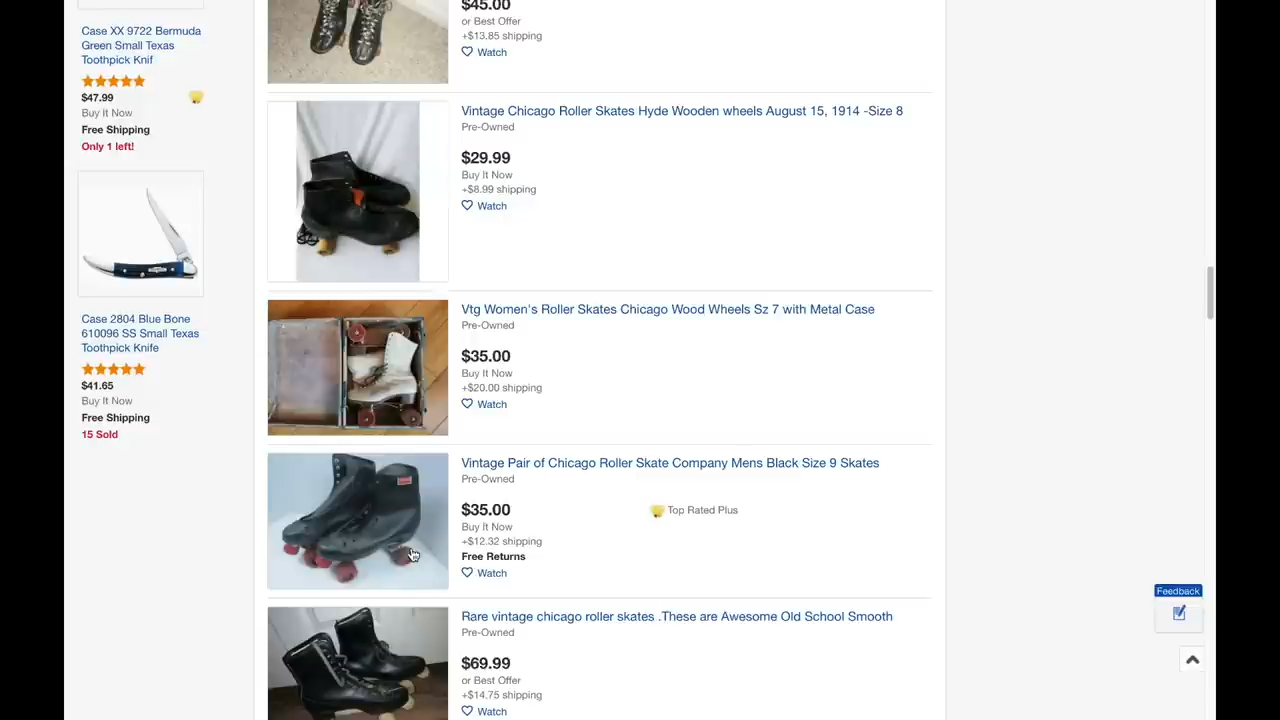 Case XX 9722 Bermuda
Green Small Texas
Toothpick Knif
$47.99
Buy It Now
Free Shipping
Only 1 left!
Case 2804 Blue Bone
610096 SS Small Texas
Toothpick Knife
$41.65
Buy It Now
Free Shipping
15 Sold
$45.00
or Best Offer
+$13.85 shipping
Watch
Vintage Chicago Roller Skates Hyde Wooden wheels August 15, 1914 -Size 8
Pre-Owned
$29.99
Buy It Now
+$8.99 shipping
Watch
Vtg Women's Roller Skates Chicago Wood Wheels Sz 7 with Metal Case
Pre-Owned
$35.00
Buy It Now
+$20.00 shipping
Watch
Vintage Pair of Chicago Roller Skate Company Mens Black Size 9 Skates
Pre-Owned
$35.00
Top Rated Plus
Buy It Now
+$12.32 shipping
Free Returns
Watch
Rare vintage chicago roller skates .These are Awesome Old School Smooth
Pre-Owned
$69.99
or Best Offer
+$14.75 shipping
Watch
Feedback